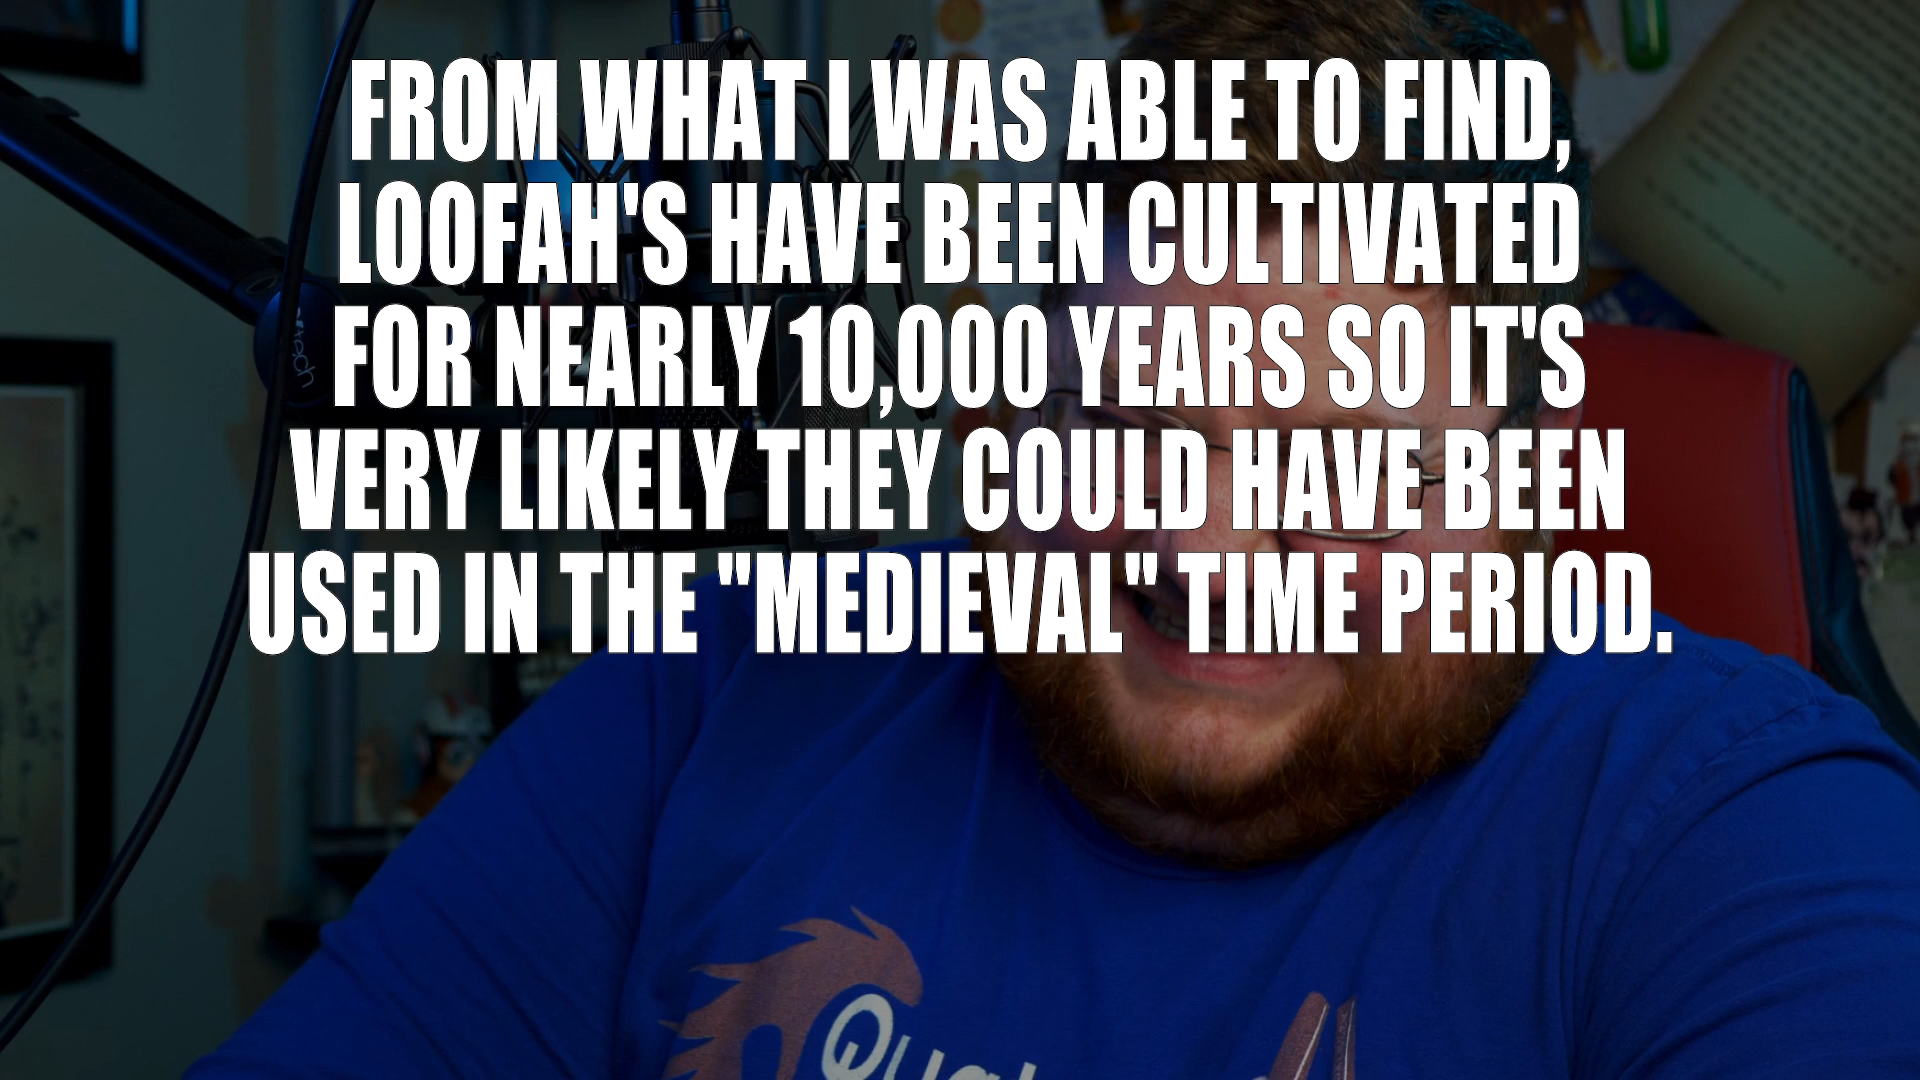 FROM WHAT I WAS ABLE TO FIND,
LOOFAH'S HAVE BEEN CULTIVATED
FOR NEARLY 10,000 YEARS SO IT'S
VERY LIKELY THEY COULD HAVE BEEN
USED IN THE "MEDIEVAL" TIME PERIOD.